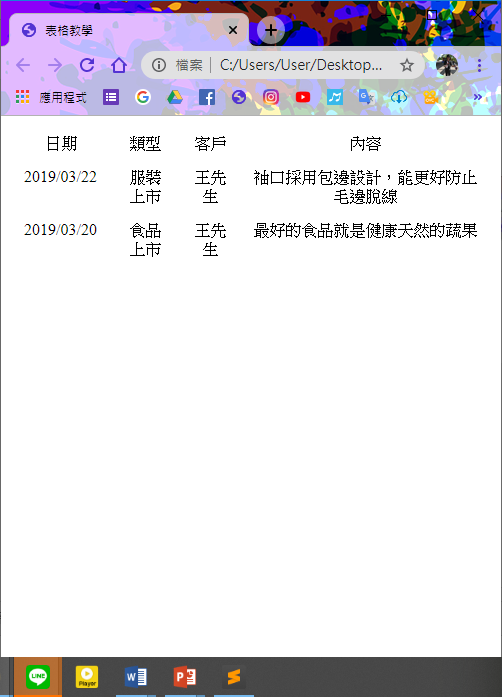 表格教學
檔案 | C:/Users/User/Desktop...
應用程式
日期 類型 客戶 內容
2019/03/22 服裝上市 王先生 袖口採用包邊設計，能更好防止毛邊脫線
2019/03/20 食品上市 王先生 最好的食品就是健康天然的蔬果
LINE
Player